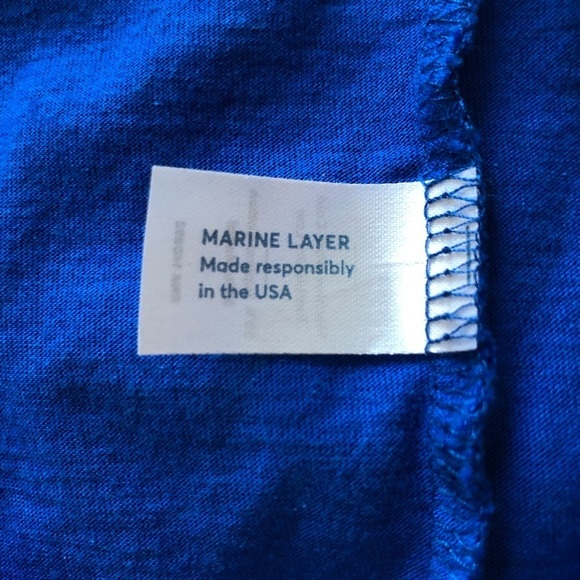 MARINE LAYER
Made responsibly
in the USA